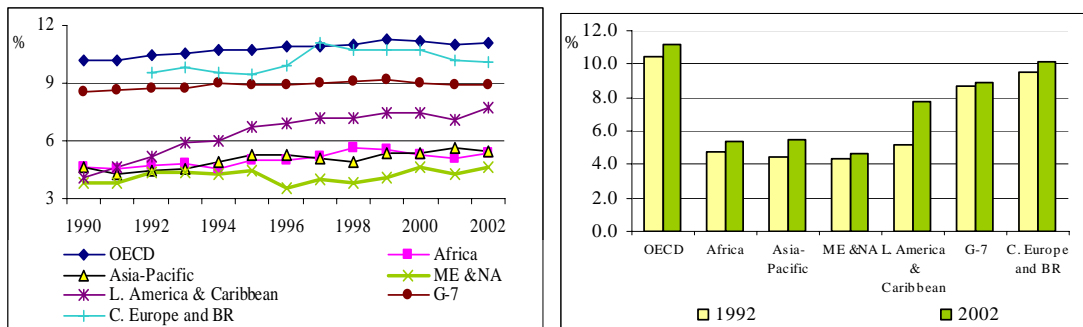 12
%
9
6
3
1990 1992 1994 1996 1998 2000 2002
OECD Africa
Asia-Pacific ME &NA
L. America & Caribbean G-7
C. Europe and BR
12.0
%
10.0
8.0
6.0
4.0
2.0
0.0
OECD Africa Asia- ME &NA L. America G-7 C. Europe
Pacific & and BR
Caribbean
1992 2002